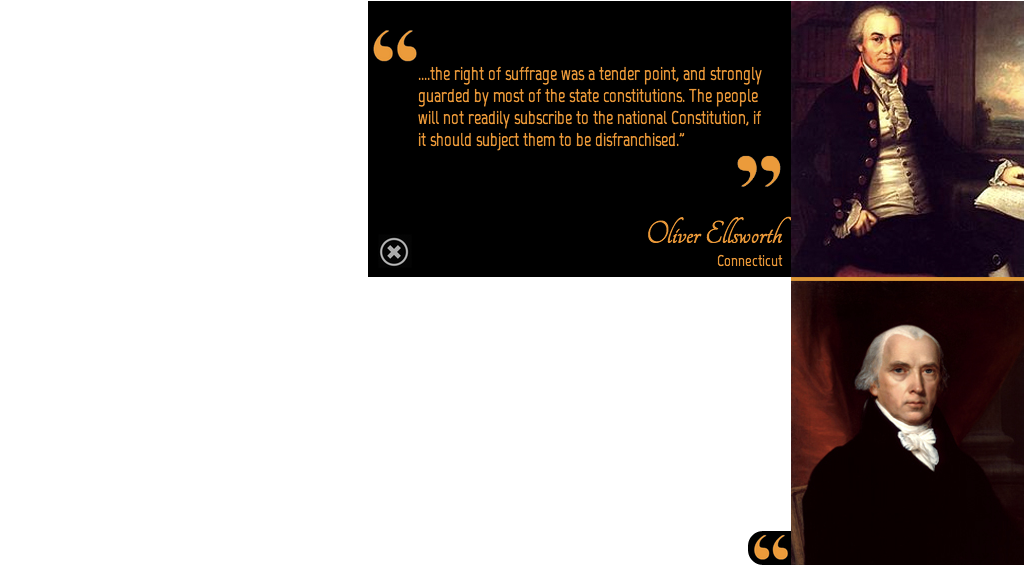 “
....the right of suffrage was a tender point, and strongly
guarded by most of the state constitutions. The people
will not readily subscribe to the national Constitution, if
it should subject them to be disfranchised.”
”
Oliver Ellsworth
Connecticut
“